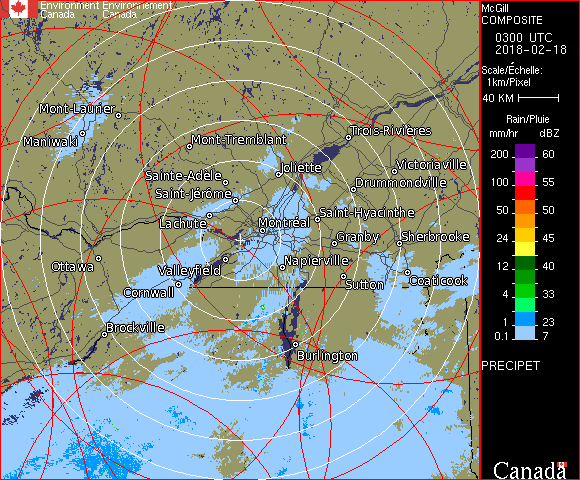 Environment Environnement
Canada Canada
McGill
COMPOSITE
0300 UTC
2018-02-18
Scale/Échelle:
1km/Pixel
40 KM
Rain/Pluie
mm/hr dBZ
200 60
100 55
50 50
24 45
12 40
4 33
1 23
0.1 7
PRECIPET
Canada
Mont-Laurier
Maniwaki
Mont-Tremblant
Trois-Rivières
Sainte-Adèle
Joliette
Victoriaville
Saint-Jérôme
Drummondville
Lachute
Montréal
Saint-Hyacinthe
Granby
Sherbrooke
Ottawa
Valleyfield
Napierville
Cornwall
Sutton
Coaticook
Brockville
Burlington